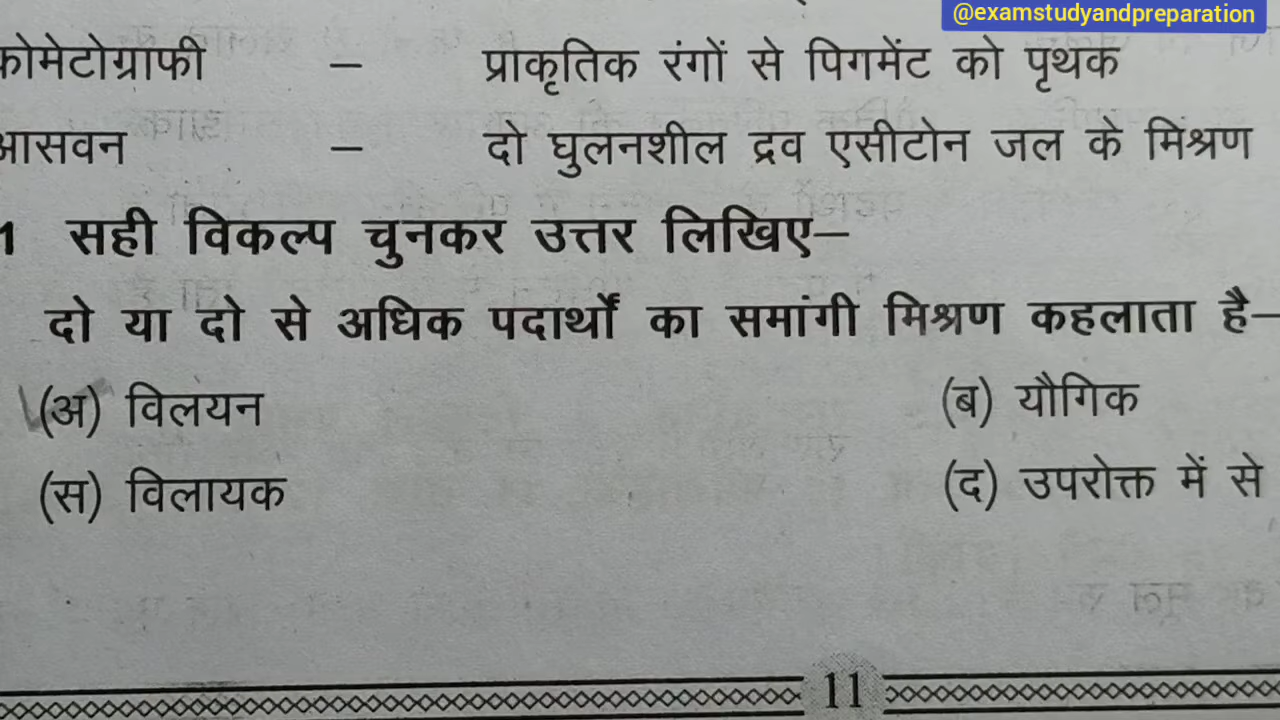 @examstudyandpreparation
क्रोमेटोग्राफी – प्राकृतिक रंगों से पिगमेंट को पृथक
आसवन – दो घुलनशील द्रव एसीटोन जल के मिश्रण
1 सही विकल्प चुनकर उत्तर लिखिए–
दो या दो से अधिक पदार्थों का समांगी मिश्रण कहलाता है–
(अ) विलयन (ब) यौगिक
(स) विलायक (द) उपरोक्त में से
11